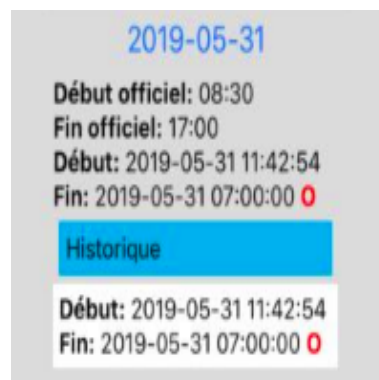 2019-05-31
Début officiel: 08:30
Fin officiel: 17:00
Début: 2019-05-31 11:42:54
Fin: 2019-05-31 07:00:00 O
Historique
Début: 2019-05-31 11:42:54
Fin: 2019-05-31 07:00:00 O